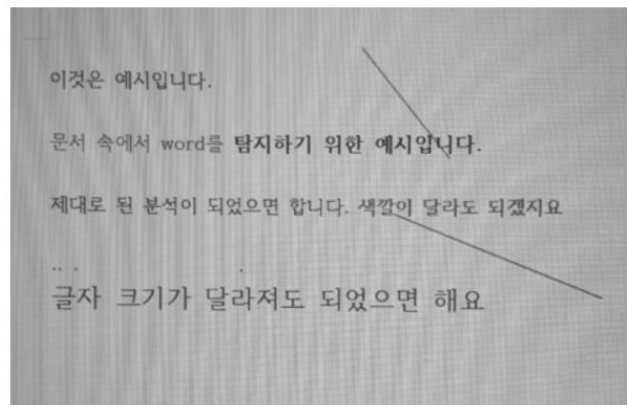 이것은 예시입니다.
문서 속에서 word를 탐지하기 위한 예시입니다.
제대로 된 분석이 되었으면 합니다. 색깔이 달라도 되겠지요
.. .
글자 크기가 달라져도 되었으면 해요